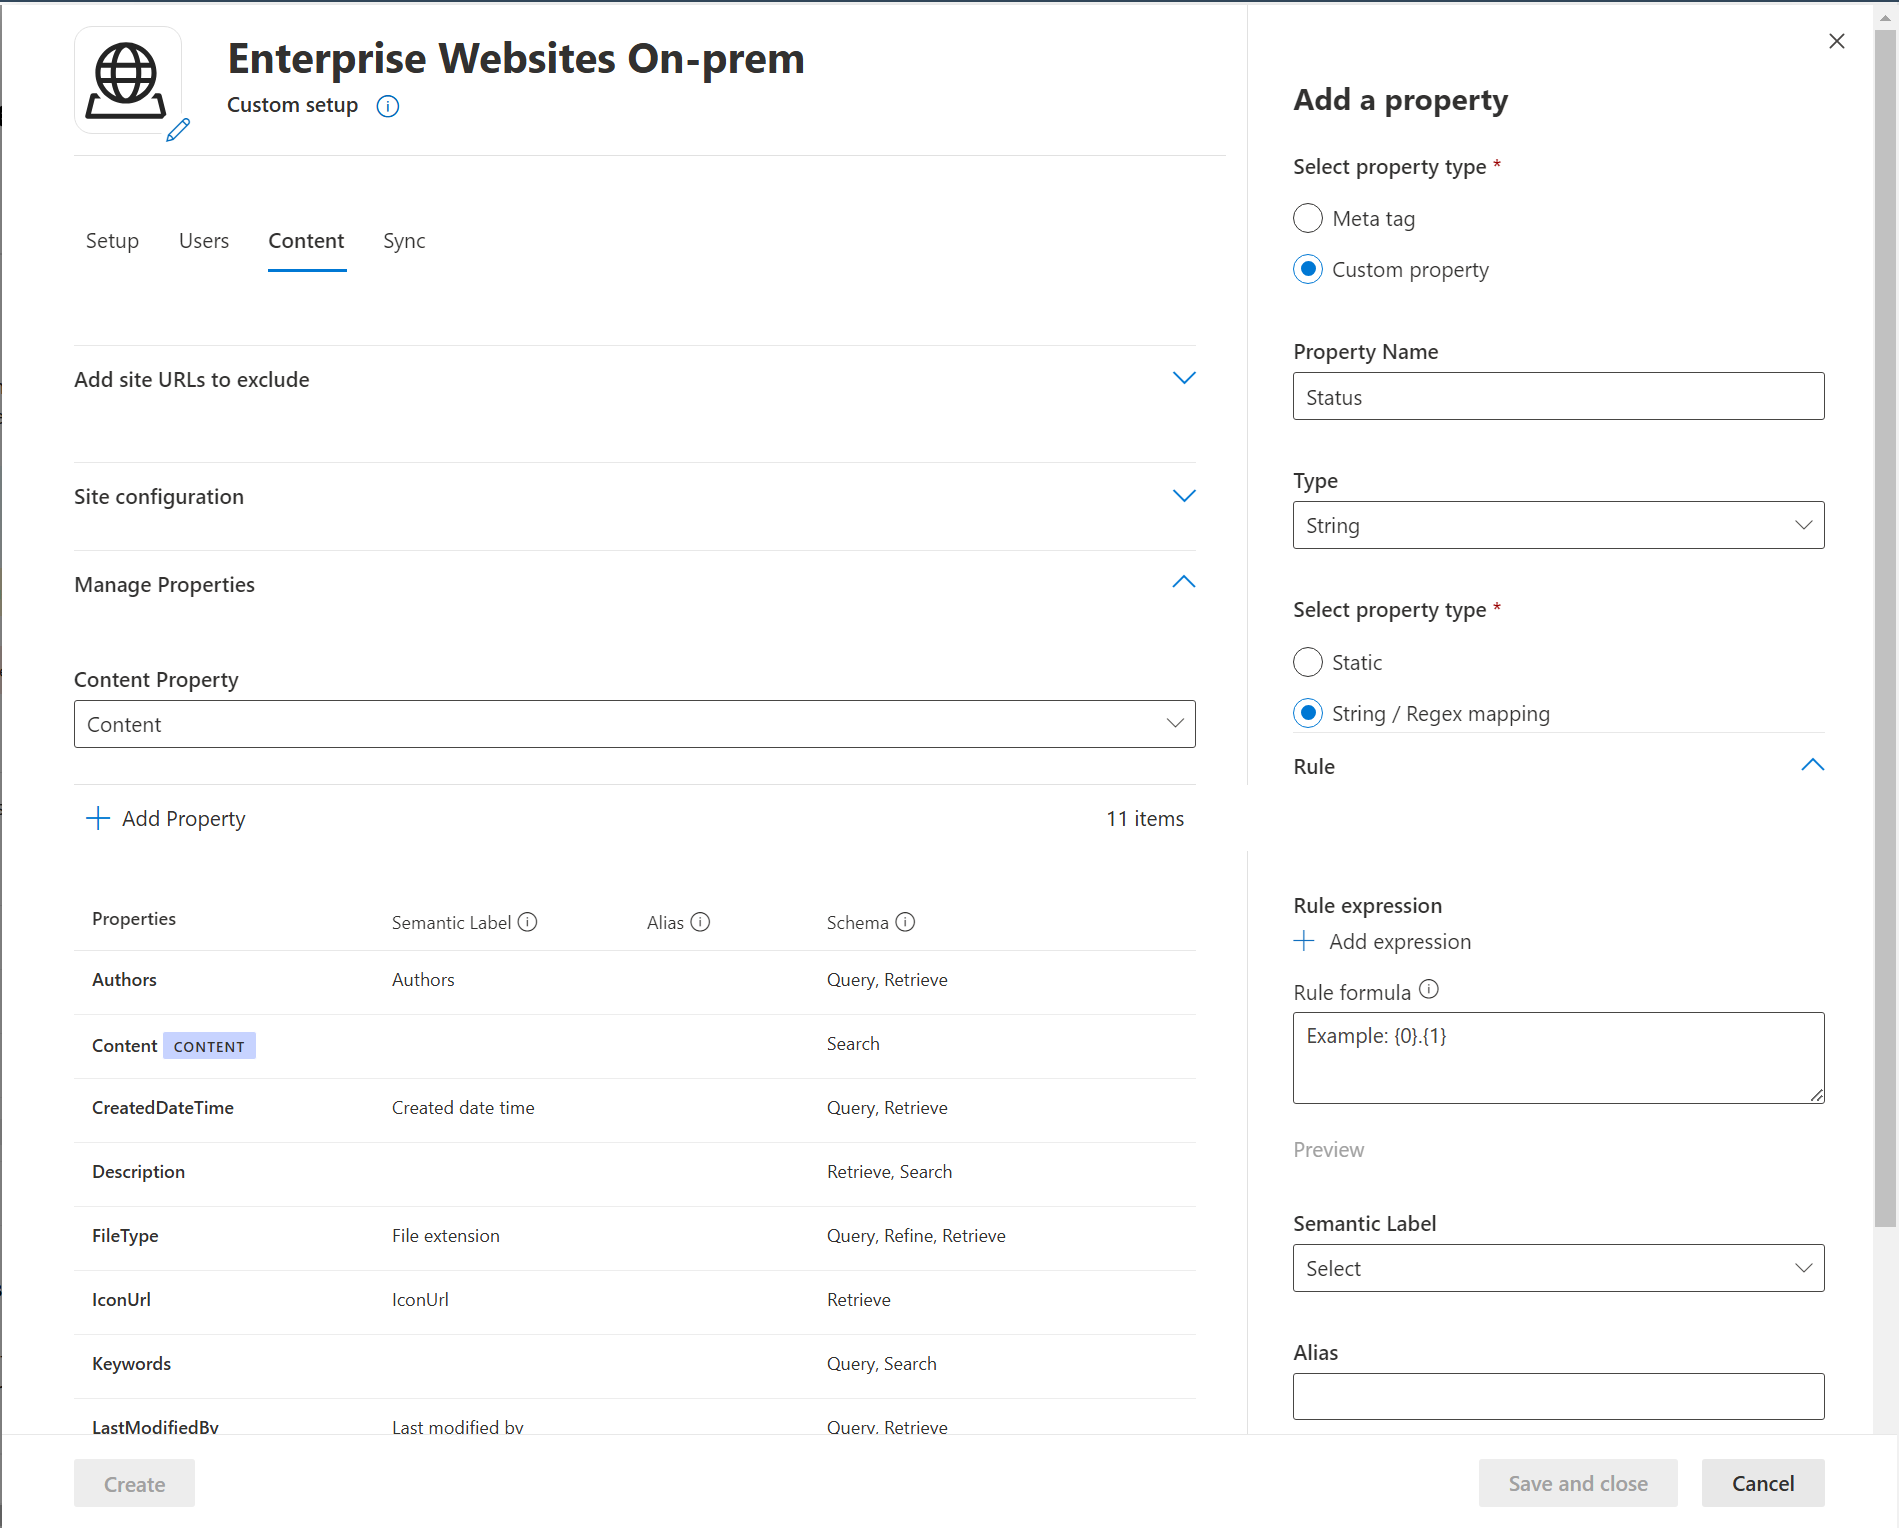 Enterprise Websites On-prem
Custom setup
Setup Users Content Sync
Add site URLs to exclude
Site configuration
Manage Properties
Content Property
Content
Add Property 11 items
Properties Semantic Label Alias Schema
Authors Authors Query, Retrieve
Content CONTENT Search
CreatedDateTime Created date time Query, Retrieve
Description Retrieve, Search
FileType File extension Query, Refine, Retrieve
IconUrl IconUrl Retrieve
Keywords Query, Search
LastModifiedBy Last modified by Query, Retrieve
Create
Add a property
Select property type *
Meta tag
Custom property
Property Name
Status
Type
String
Select property type *
Static
String / Regex mapping
Rule
Rule expression
Add expression
Rule formula
Example: {0}.{1}
Preview
Semantic Label
Select
Alias
Save and close Cancel